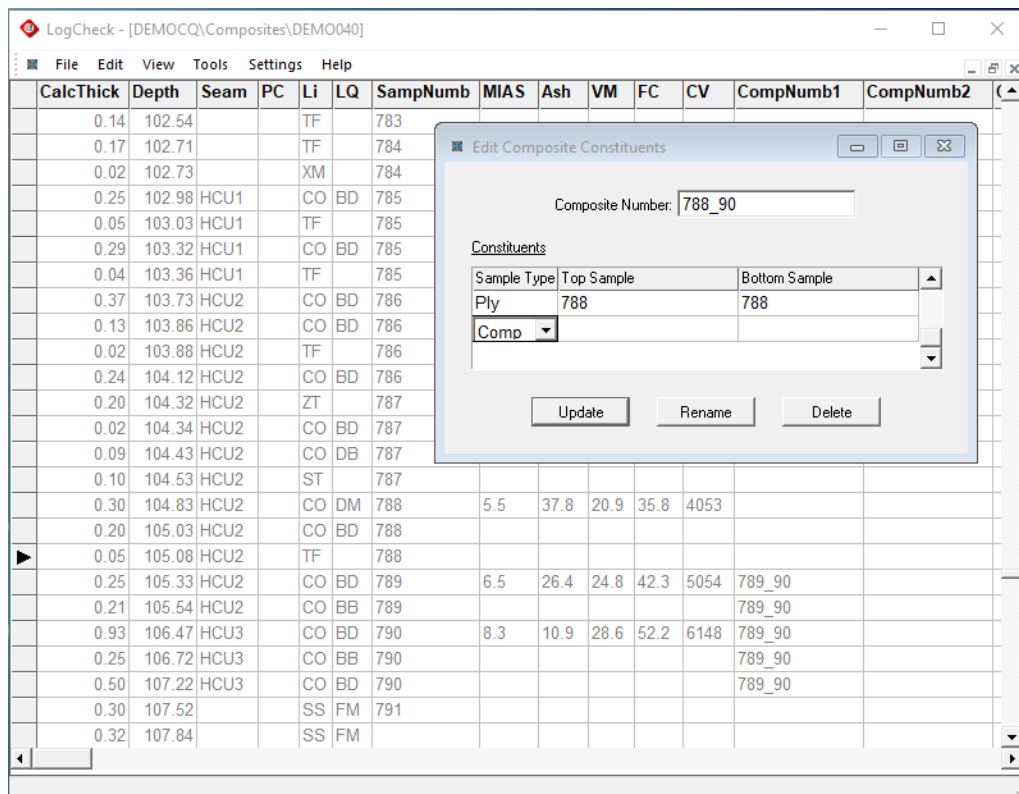 LogCheck - [DEMOCQ\Composites\DEMO040]
File Edit View Tools Settings Help
CalcThick Depth Seam PC Li LQ SampNumb MIAS Ash VM FC CV CompNumb1 CompNumb2
0.14 102.54 TF 783
0.17 102.71 TF 784
0.02 102.73 XM 784
0.25 102.98 HCU1 CO BD 785
0.05 103.03 HCU1 TF 785
0.29 103.32 HCU1 CO BD 785
0.04 103.36 HCU1 TF 785
0.37 103.73 HCU2 CO BD 786
0.13 103.86 HCU2 CO BD 786
0.02 103.88 HCU2 TF 786
0.24 104.12 HCU2 CO BD 786
0.20 104.32 HCU2 ZT 787
0.02 104.34 HCU2 CO BD 787
0.09 104.43 HCU2 CO DB 787
0.10 104.53 HCU2 ST 787
0.30 104.83 HCU2 CO DM 788 5.5 37.8 20.9 35.8 4053
0.20 105.03 HCU2 CO BD 788
0.05 105.08 HCU2 TF 788
0.25 105.33 HCU2 CO BD 789 6.5 26.4 24.8 42.3 5054 789_90
0.21 105.54 HCU2 CO BB 789 789_90
0.93 106.47 HCU3 CO BD 790 8.3 10.9 28.6 52.2 6148 789_90
0.25 106.72 HCU3 CO BB 790 789_90
0.50 107.22 HCU3 CO BD 790 789_90
0.30 107.52 SS FM 791
0.32 107.84 SS FM
Edit Composite Constituents
Composite Number: 788_90
Constituents
Sample Type Top Sample Bottom Sample
Ply 788 788
Comp
Update Rename Delete